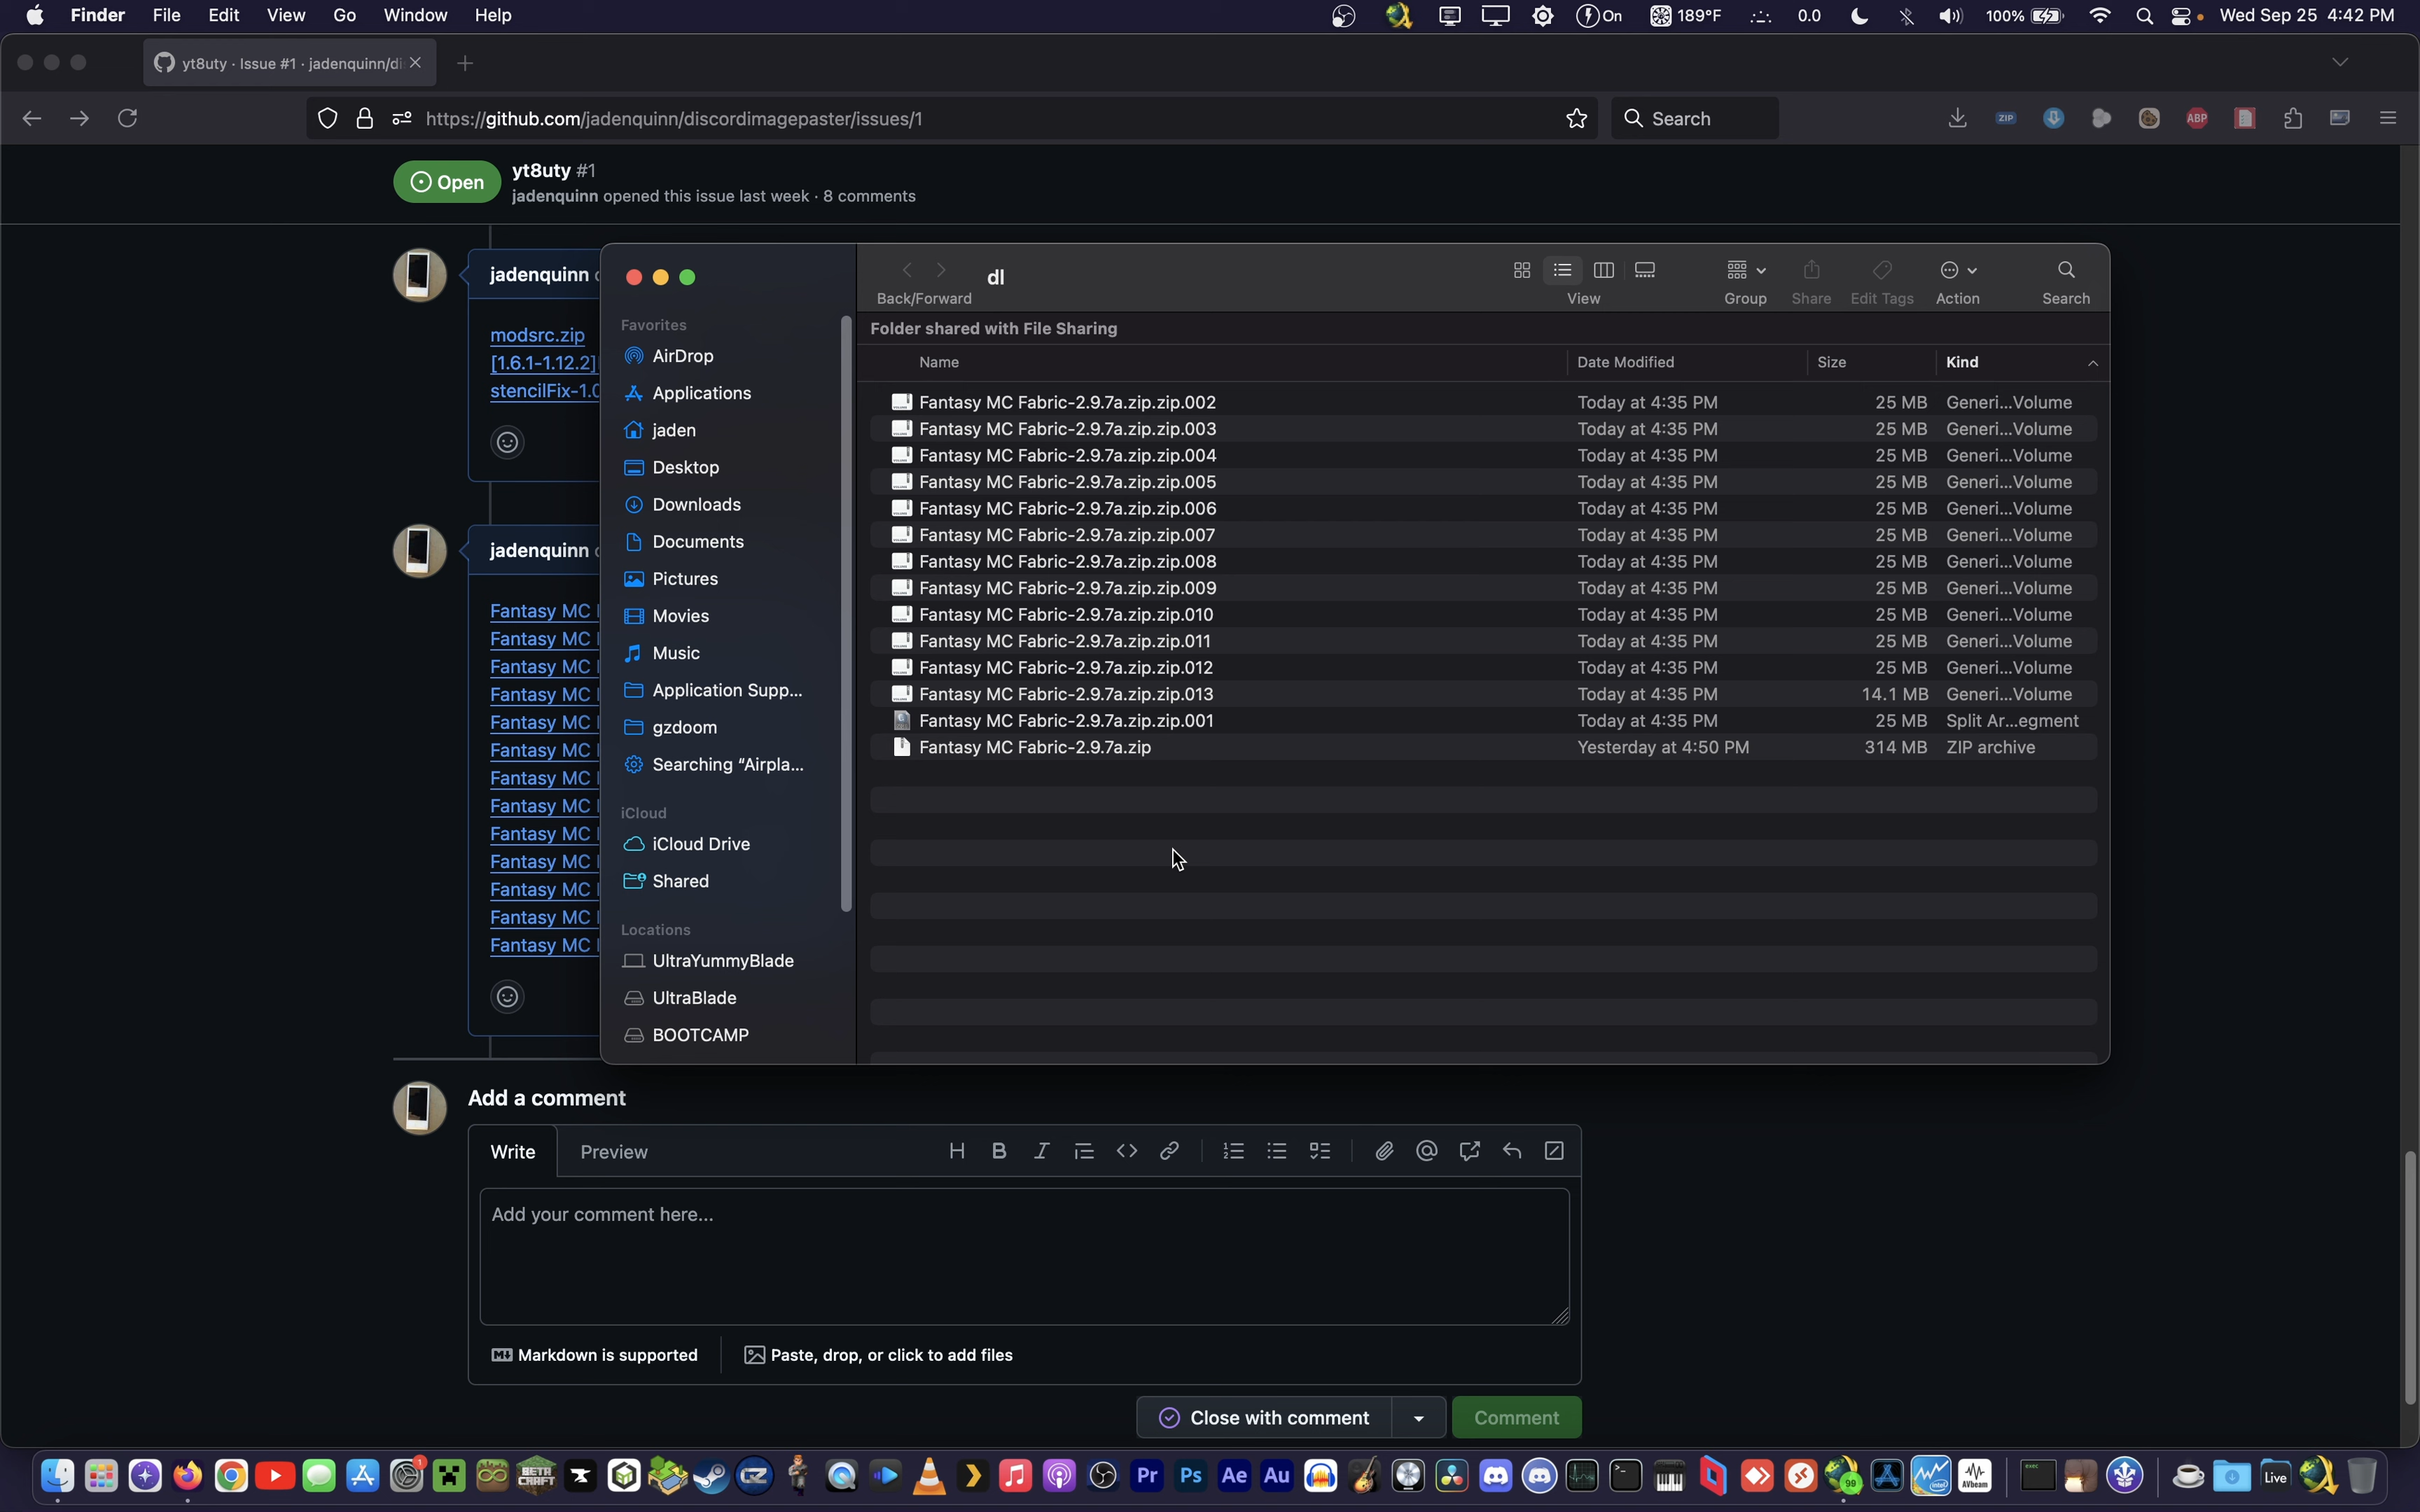 Finder File Edit View Go Window Help On 189°F 0.0 100% Wed Sep 25 4:42 PM
yt8uty · Issue #1 · jadenquinn/di
https://github.com/jadenquinn/discordimagepaster/issues/1 Search ZIP ABP
Open yt8uty #1
jadenquinn opened this issue last week · 8 comments
jadenquinn
modsrc.zip
[1.6.1-1.12.2]
stencilFix-1.0
jadenquinn
Fantasy MC
Fantasy MC
Fantasy MC
Fantasy MC
Fantasy MC
Fantasy MC
Fantasy MC
Fantasy MC
Fantasy MC
Fantasy MC
Fantasy MC
Fantasy MC
Fantasy MC
Favorites
AirDrop
Applications
jaden
Desktop
Downloads
Documents
Pictures
Movies
Music
Application Supp...
gzdoom
Searching “Airpla...
iCloud
iCloud Drive
Shared
Locations
UltraYummyBlade
UltraBlade
BOOTCAMP
dl
Back/Forward View Group Share Edit Tags Action Search
Folder shared with File Sharing
Name Date Modified Size Kind
Fantasy MC Fabric-2.9.7a.zip.zip.002 Today at 4:35 PM 25 MB Generi...Volume
Fantasy MC Fabric-2.9.7a.zip.zip.003 Today at 4:35 PM 25 MB Generi...Volume
Fantasy MC Fabric-2.9.7a.zip.zip.004 Today at 4:35 PM 25 MB Generi...Volume
Fantasy MC Fabric-2.9.7a.zip.zip.005 Today at 4:35 PM 25 MB Generi...Volume
Fantasy MC Fabric-2.9.7a.zip.zip.006 Today at 4:35 PM 25 MB Generi...Volume
Fantasy MC Fabric-2.9.7a.zip.zip.007 Today at 4:35 PM 25 MB Generi...Volume
Fantasy MC Fabric-2.9.7a.zip.zip.008 Today at 4:35 PM 25 MB Generi...Volume
Fantasy MC Fabric-2.9.7a.zip.zip.009 Today at 4:35 PM 25 MB Generi...Volume
Fantasy MC Fabric-2.9.7a.zip.zip.010 Today at 4:35 PM 25 MB Generi...Volume
Fantasy MC Fabric-2.9.7a.zip.zip.011 Today at 4:35 PM 25 MB Generi...Volume
Fantasy MC Fabric-2.9.7a.zip.zip.012 Today at 4:35 PM 25 MB Generi...Volume
Fantasy MC Fabric-2.9.7a.zip.zip.013 Today at 4:35 PM 14.1 MB Generi...Volume
Fantasy MC Fabric-2.9.7a.zip.zip.001 Today at 4:35 PM 25 MB Split Ar...egment
Fantasy MC Fabric-2.9.7a.zip Yesterday at 4:50 PM 314 MB ZIP archive
Add a comment
Write Preview
Add your comment here...
Markdown is supported Paste, drop, or click to add files
Close with comment Comment
1 BETA CRAFT Pr Ps Ae Au 99 intel AVbeam exec Live